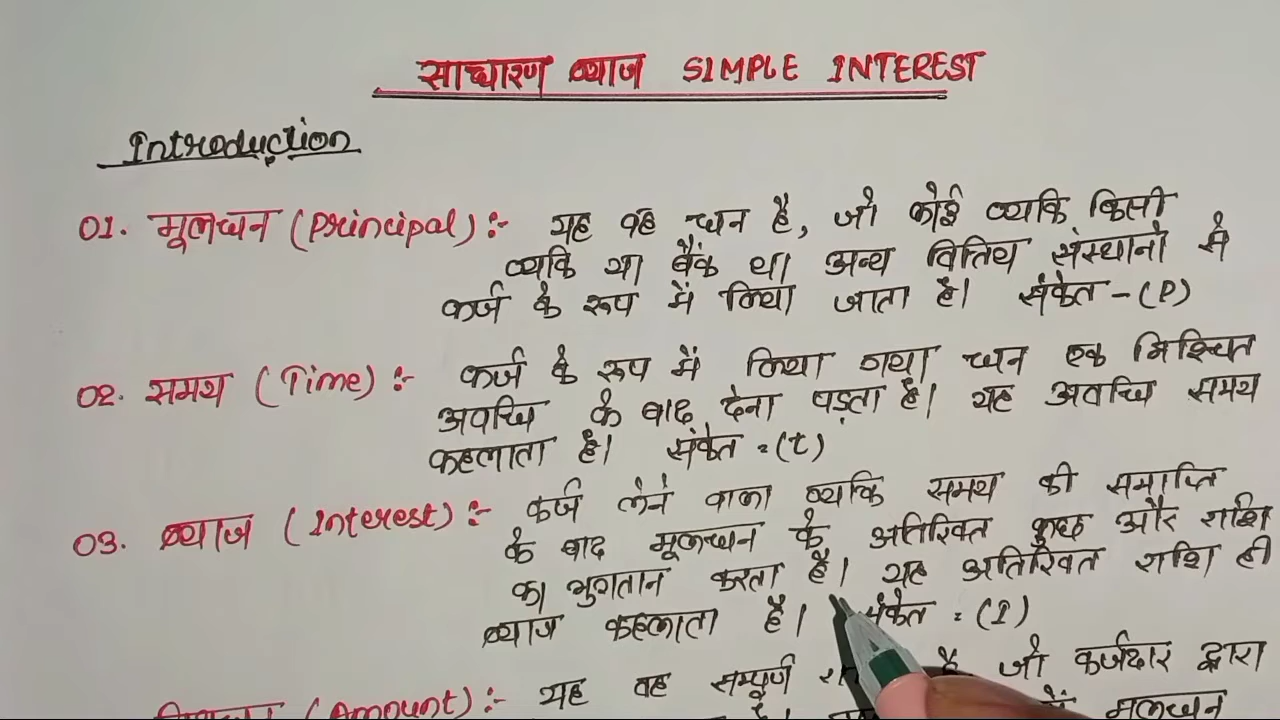 साधारण ब्याज SIMPLE INTEREST
Introduction
01. मूलधन (Principal) :- यह वह धन है, जो कोई व्यक्ति किसी
व्यक्ति या बैंक या अन्य वित्तिय संस्थानों से
कर्ज के रूप में लिया जाता है। संकेत - (P)
02. समय (Time) :- कर्ज के रूप में लिया गया धन एक निश्चित
अवधि के बाद देना पड़ता है। यह अवधि समय
कहलाता है। संकेत = (t)
03. ब्याज (Interest) :- कर्ज लेने वाला व्यक्ति समय की समाप्ति
के बाद मूलधन के अतिरिक्त कुछ और राशि
का भुगतान करता है। यह अतिरिक्त राशि ही
ब्याज कहलाता है। संकेत = (I)
(Amount) :- यह वह सम्पूर्ण है जो कर्जदार द्वारा
में मूलधन